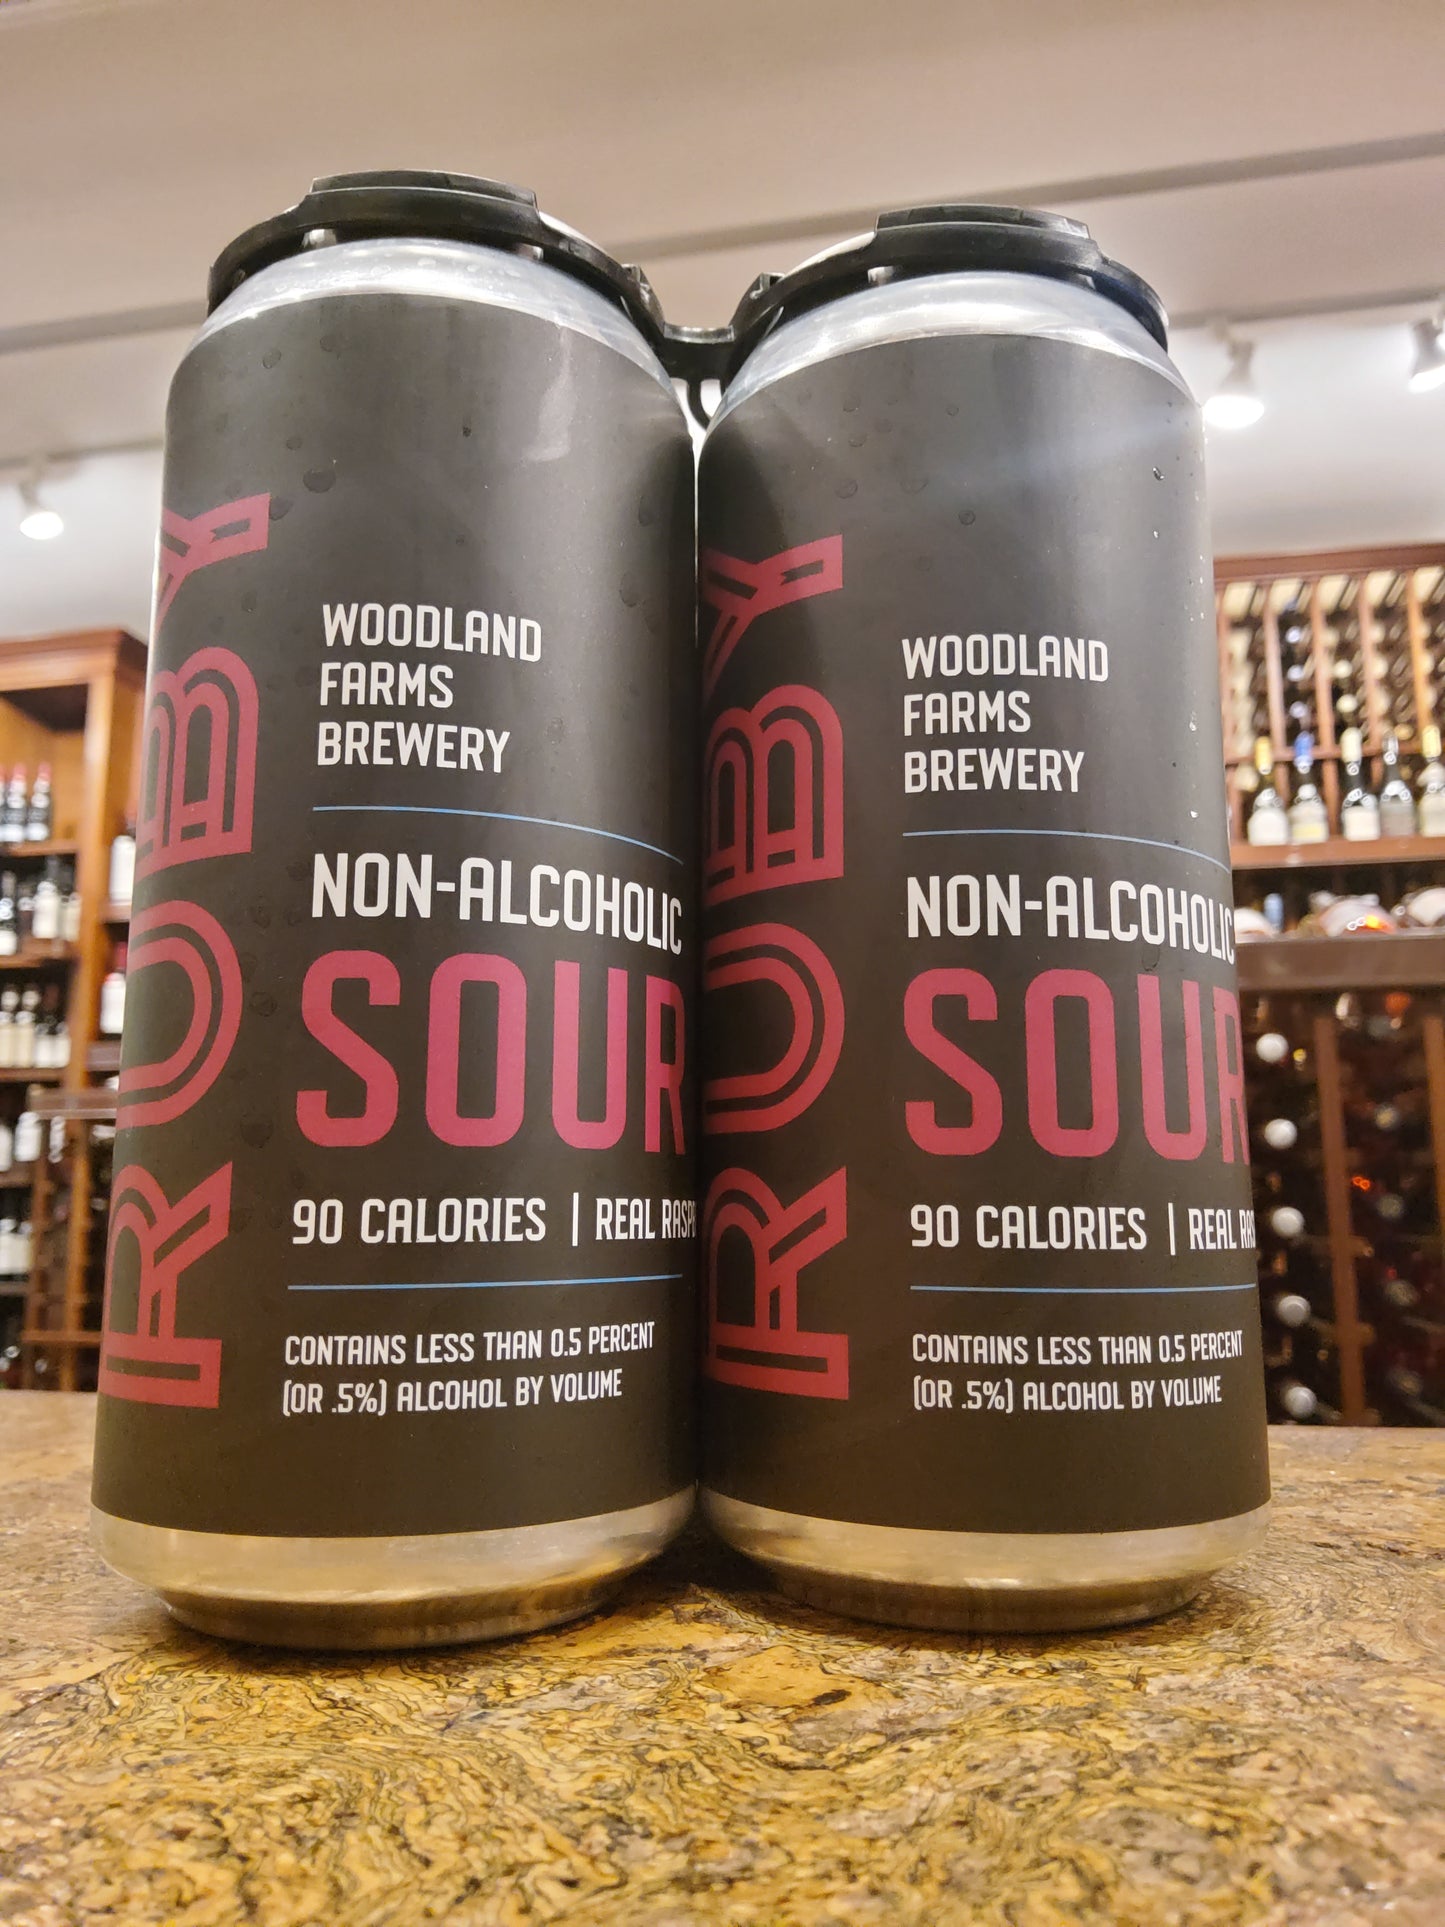 RUBY
WOODLAND
FARMS
BREWERY
NON-ALCOHOLIC
SOUR
90 CALORIES | REAL
CONTAINS LESS THAN 0.5 PERCENT
(OR .5%) ALCOHOL BY VOLUME
RUBY
WOODLAND
FARMS
BREWERY
NON-ALCOHOLIC
SOUR
90 CALORIES | REAL
CONTAINS LESS THAN 0.5 PERCENT
(OR .5%) ALCOHOL BY VOLUME